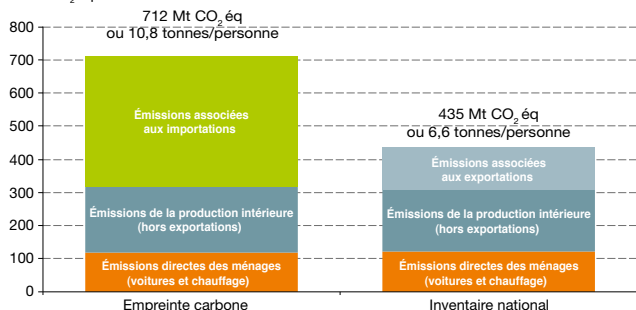 712 Mt CO₂ éq
ou 10,8 tonnes/personne
800
700
600
500
400
300
200
100
0
Émissions associées
aux importations
Émissions de la production intérieure
(hors exportations)
Émissions directes des ménages
(voitures et chauffage)
435 Mt CO₂ éq
ou 6,6 tonnes/personne
Émissions associées
aux exportations
Émissions de la production intérieure
(hors exportations)
Émissions directes des ménages
(voitures et chauffage)
Empreinte carbone
Inventaire national